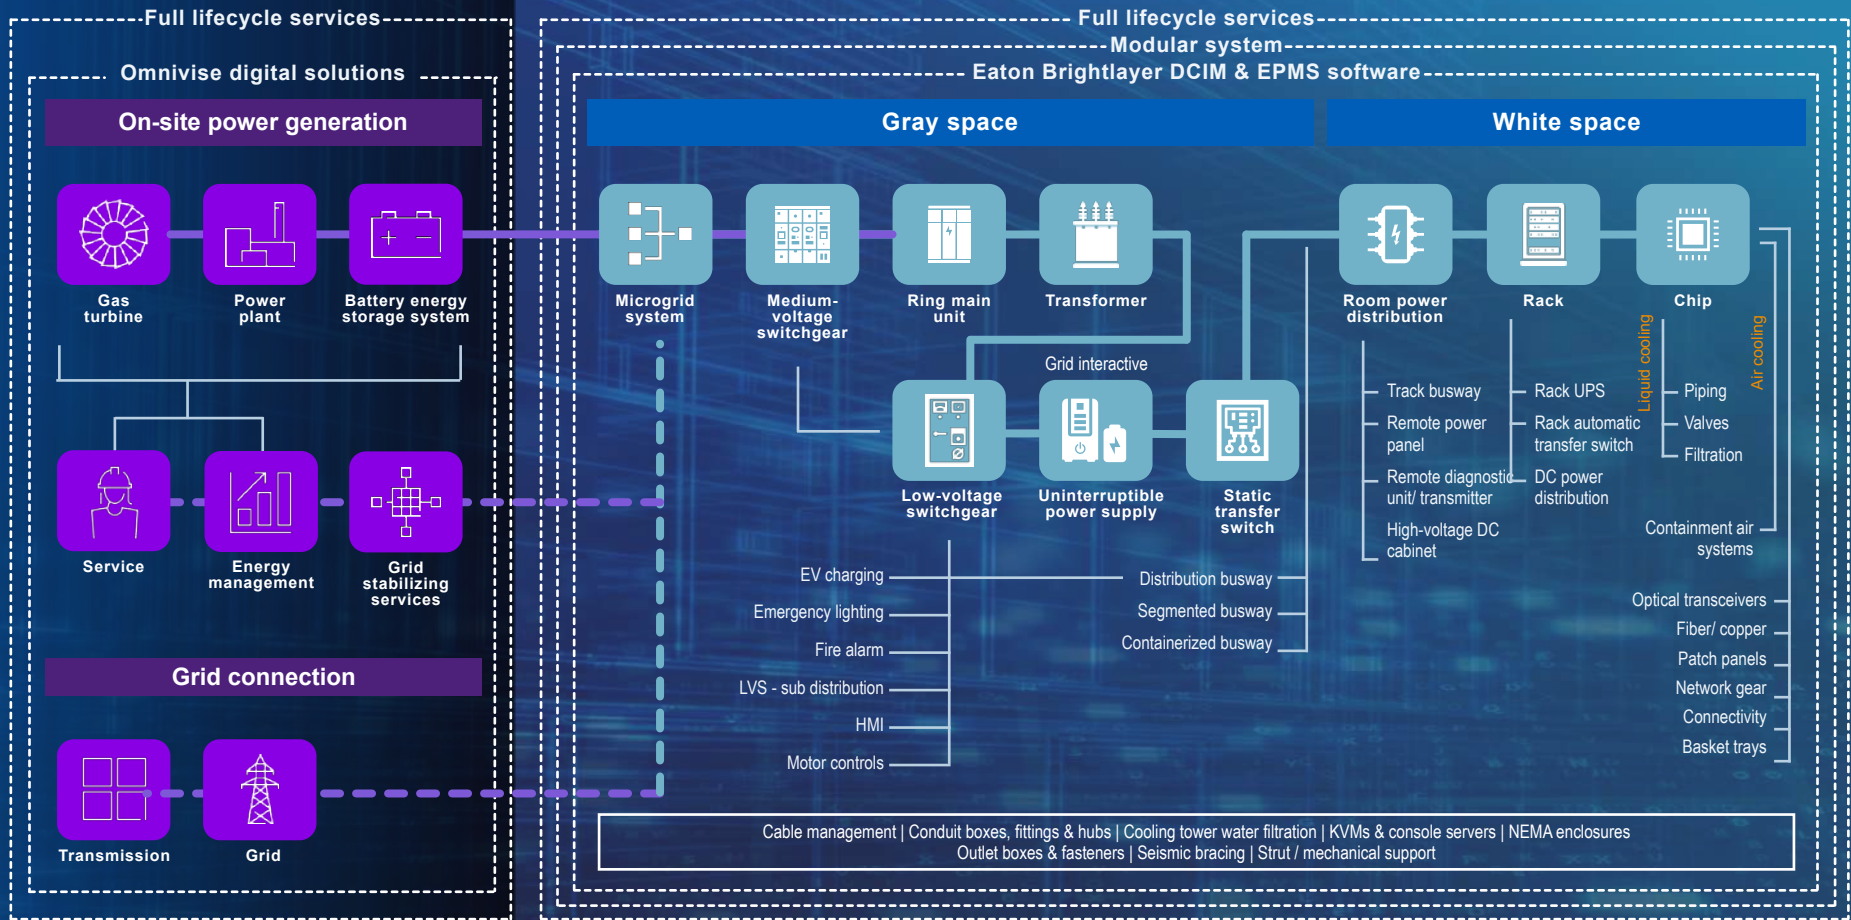 Full lifecycle services
Omnivise digital solutions
On-site power generation
Gas
turbine
Power
plant
Battery energy
storage system
Service
Energy
management
Grid
stabilizing
services
Grid connection
Transmission
Grid
Full lifecycle services
Modular system
Eaton Brightlayer DCIM & EPMS software
Gray space
White space
Microgrid
system
Medium-
voltage
switchgear
Ring main
unit
Transformer
Grid interactive
Low-voltage
switchgear
Uninterruptible
power supply
Static
transfer
switch
EV charging
Emergency lighting
Fire alarm
LVS - sub distribution
HMI
Motor controls
Distribution busway
Segmented busway
Containerized busway
Room power
distribution
Rack
Chip
Track busway
Remote power
panel
Remote diagnostic
unit/ transmitter
High-voltage DC
cabinet
Rack UPS
Rack automatic
transfer switch
DC power
distribution
Liquid cooling
Piping
Valves
Filtration
Air cooling
Containment air
systems
Optical transceivers
Fiber/ copper
Patch panels
Network gear
Connectivity
Basket trays
Cable management | Conduit boxes, fittings & hubs | Cooling tower water filtration | KVMs & console servers | NEMA enclosures
Outlet boxes & fasteners | Seismic bracing | Strut / mechanical support